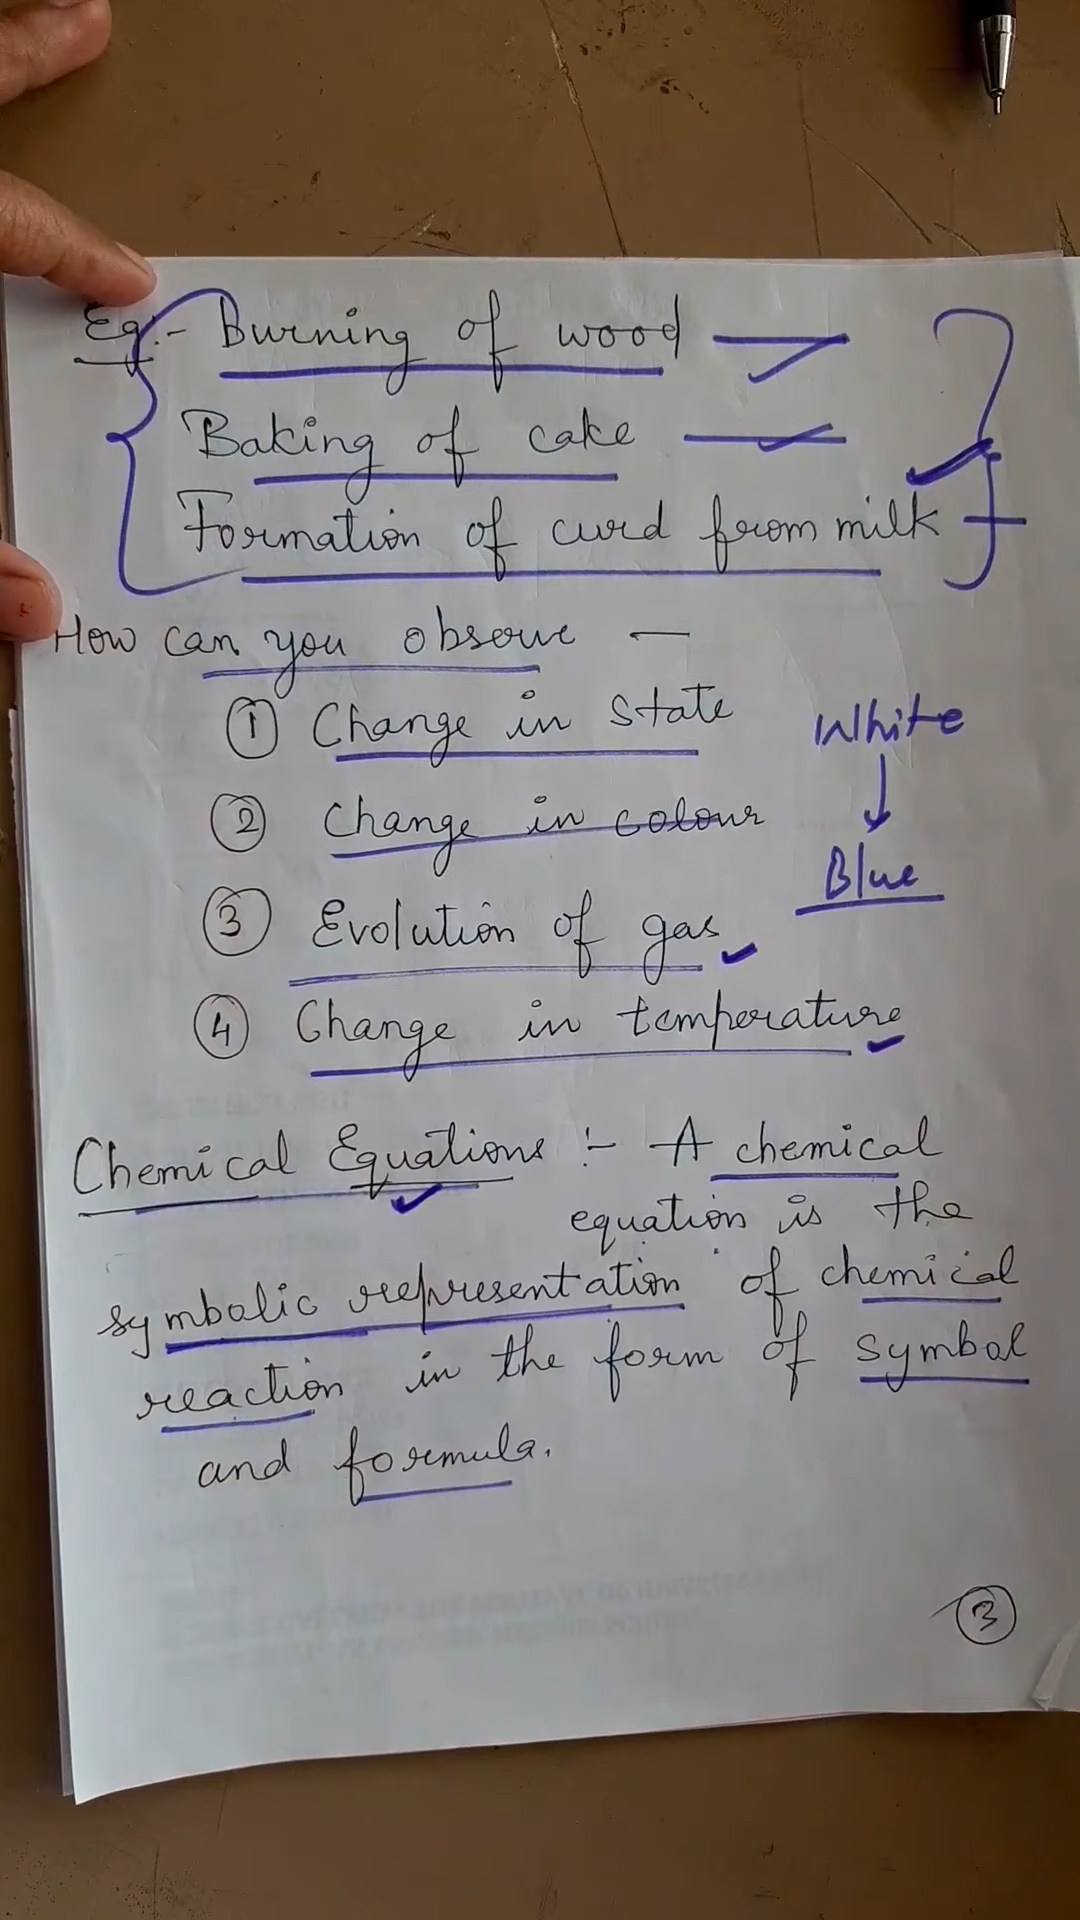 Eg:- Burning of wood
Baking of cake
Formation of curd from milk
How can you observe —
① Change in state
White
↓
② Change in colour
Blue
③ Evolution of gas
④ Change in temperature
Chemical Equations :- A chemical
equation is the
symbolic representation of chemical
reaction in the form of symbol
and formula.
③